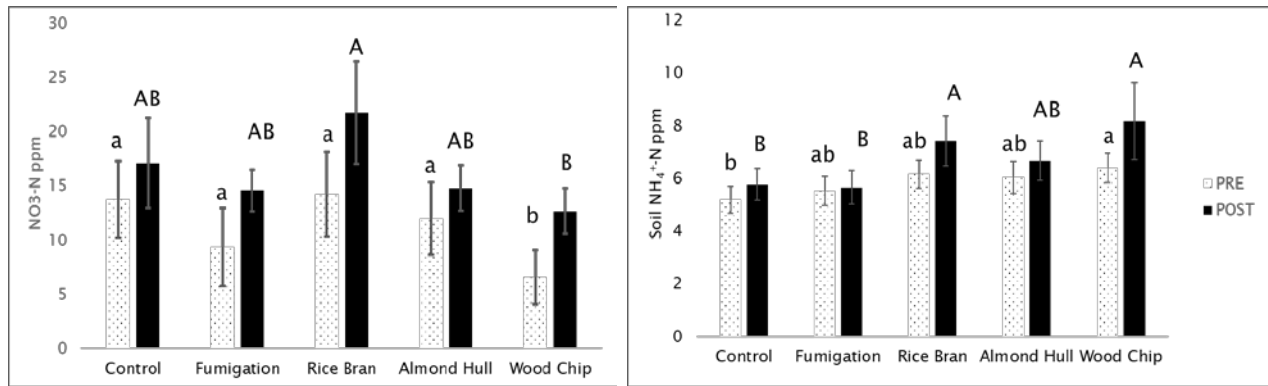 30
25
20
15
10
5
0
NO3-N ppm
a
AB
a
AB
a
A
a
AB
b
B
Control
Fumigation
Rice Bran
Almond Hull
Wood Chip
12
10
8
6
4
2
0
Soil NH₄⁺-N ppm
b
B
ab
B
ab
A
ab
AB
a
A
Control
Fumigation
Rice Bran
Almond Hull
Wood Chip
PRE
POST